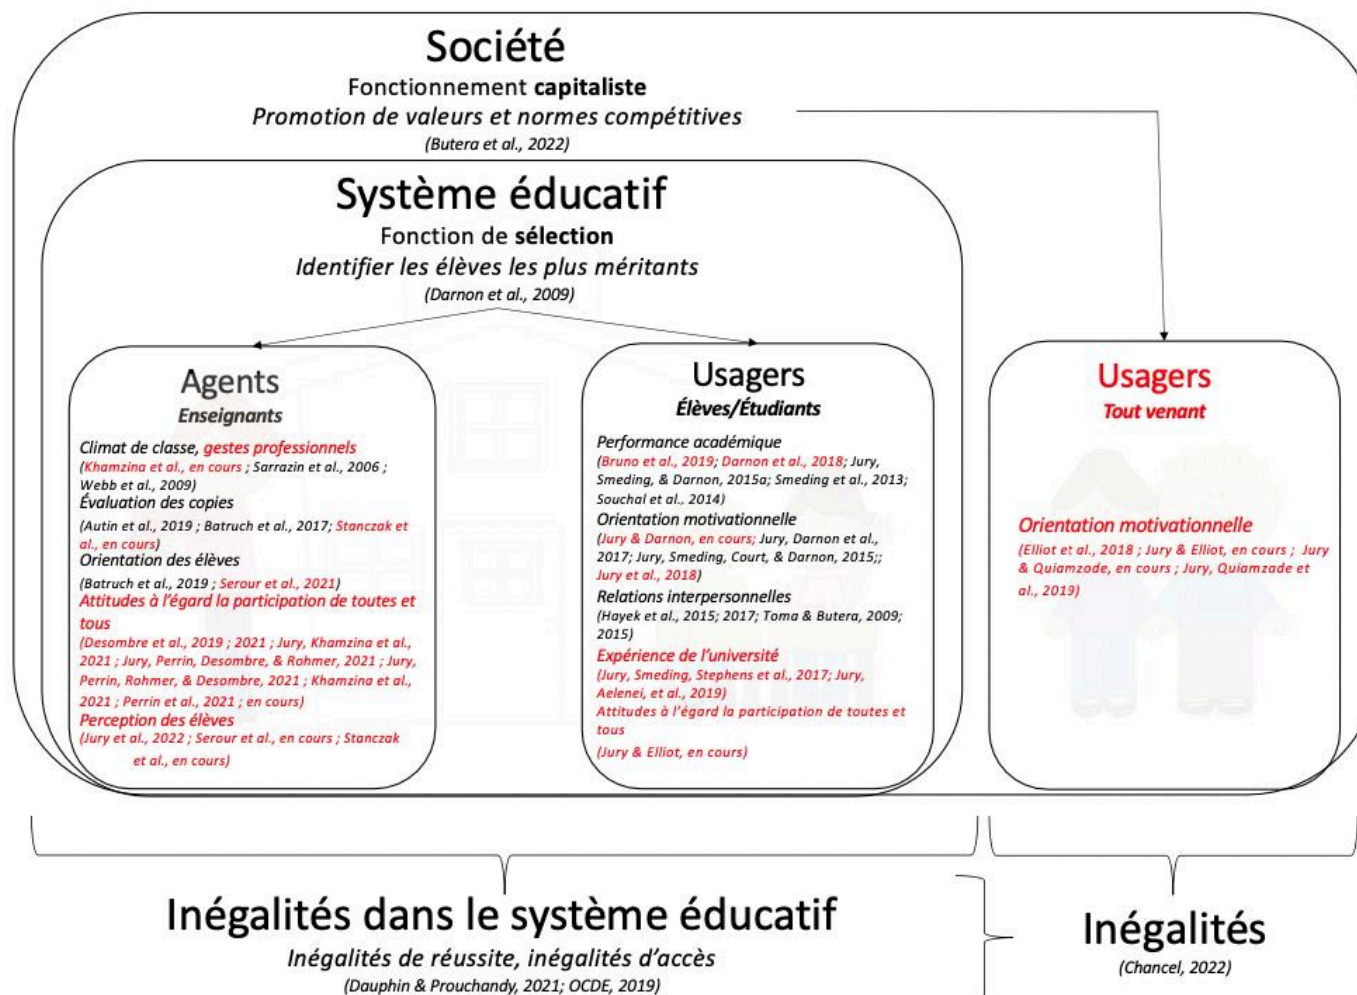 Société
Fonctionnement capitaliste
Promotion de valeurs et normes compétitives
(Butera et al., 2022)
Système éducatif
Fonction de sélection
Identifier les élèves les plus méritants
(Darnon et al., 2009)
Agents
Enseignants
Climat de classe, gestes professionnels
(Khamzina et al., en cours ; Sarrazin et al., 2006 ;
Webb et al., 2009)
Évaluation des copies
(Autin et al., 2019 ; Batruch et al., 2017; Stanczak et
al., en cours)
Orientation des élèves
(Batruch et al., 2019 ; Serour et al., 2021)
Attitudes à l'égard la participation de toutes et
tous
(Desombre et al., 2019 ; 2021 ; Jury, Khamzina et al.,
2021 ; Jury, Perrin, Desombre, & Rohmer, 2021 ; Jury,
Perrin, Rohmer, & Desombre, 2021 ; Khamzina et al.,
2021 ; Perrin et al., 2021 ; en cours)
Perception des élèves
(Jury et al., 2022 ; Serour et al., en cours ; Stanczak
et al., en cours)
Usagers
Élèves/Étudiants
Performance académique
(Bruno et al., 2019; Darnon et al., 2018; Jury,
Smeding, & Darnon, 2015a; Smeding et al., 2013;
Souchal et al., 2014)
Orientation motivationnelle
(Jury & Darnon, en cours; Jury, Darnon et al.,
2017; Jury, Smeding, Court, & Darnon, 2015;;
Jury et al., 2018)
Relations interpersonnelles
(Hayek et al., 2015; 2017; Toma & Butera, 2009;
2015)
Expérience de l'université
(Jury, Smeding, Stephens et al., 2017; Jury,
Aelenei, et al., 2019)
Attitudes à l'égard la participation de toutes et
tous
(Jury & Elliot, en cours)
Usagers
Tout venant
Orientation motivationnelle
(Elliot et al., 2018 ; Jury & Elliot, en cours ; Jury
& Quiamzode, en cours ; Jury, Quiamzade et
al., 2019)
Inégalités dans le système éducatif
Inégalités de réussite, inégalités d'accès
(Dauphin & Prouchandy, 2021; OCDE, 2019)
Inégalités
(Chancel, 2022)